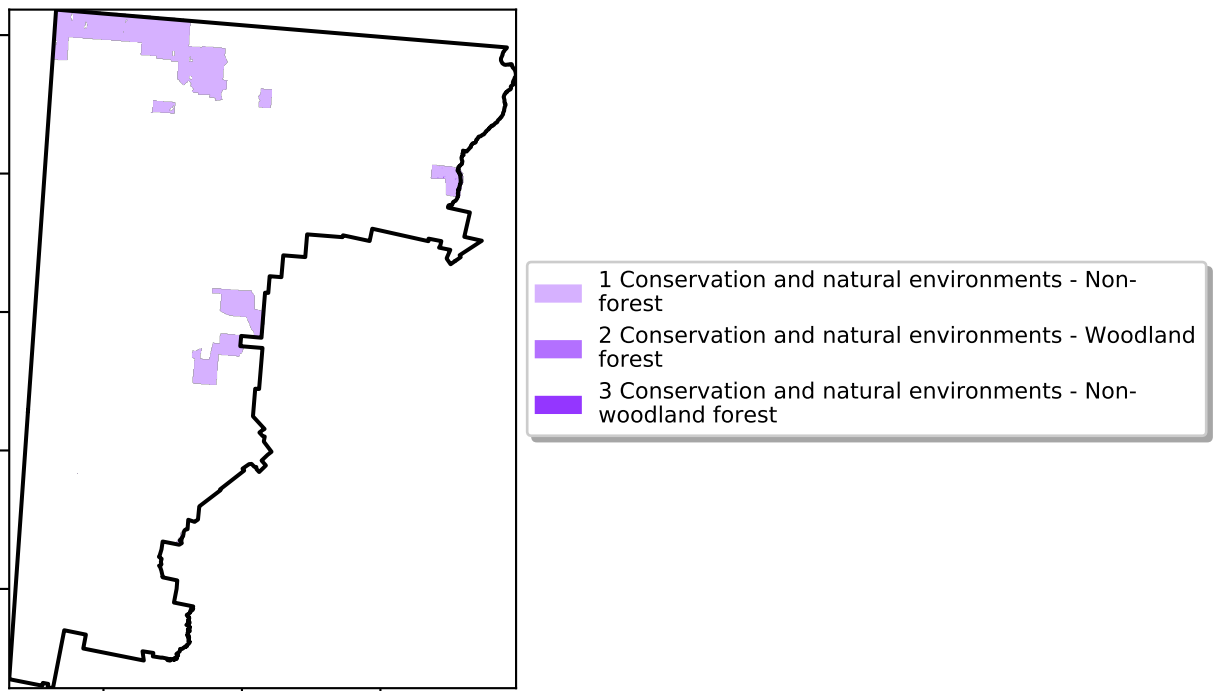 1 Conservation and natural environments - Non-
forest
2 Conservation and natural environments - Woodland
forest
3 Conservation and natural environments - Non-
woodland forest